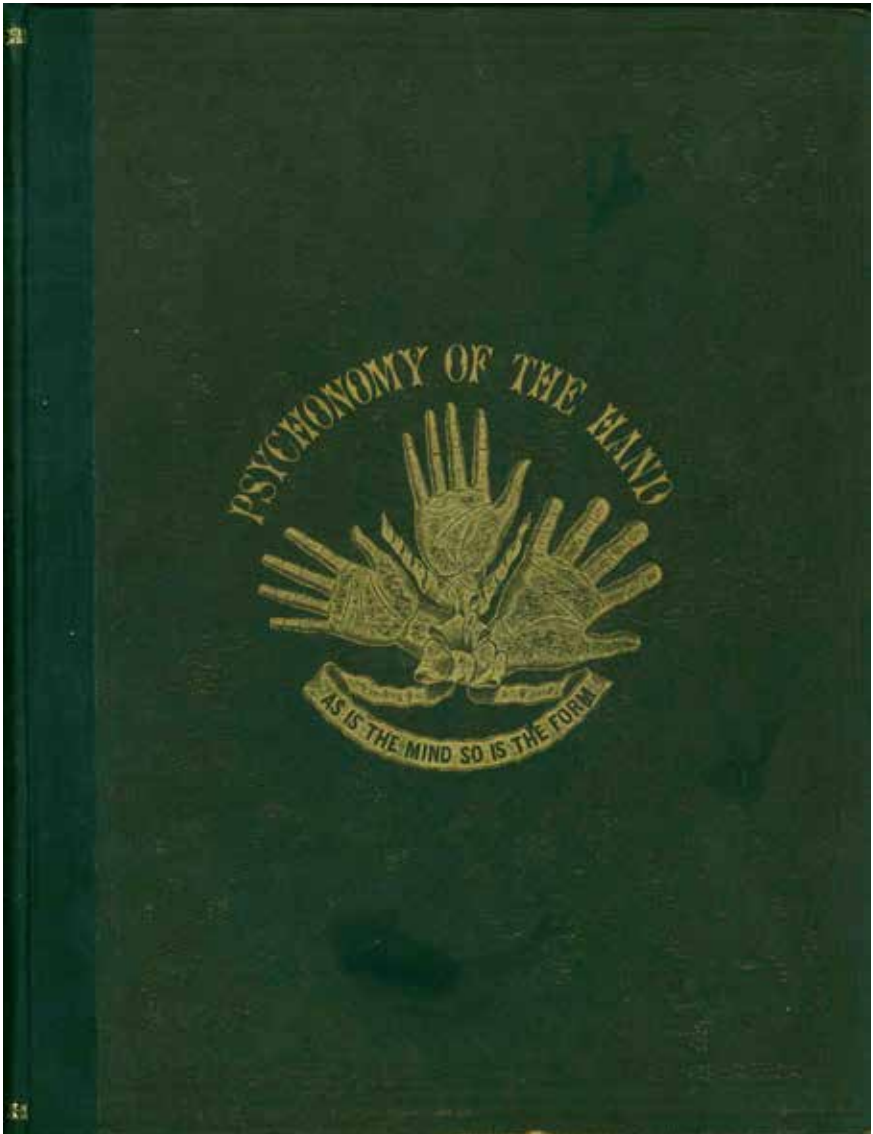 PSYCHONOMY OF THE HAND
AS IS THE MIND SO IS THE FORM